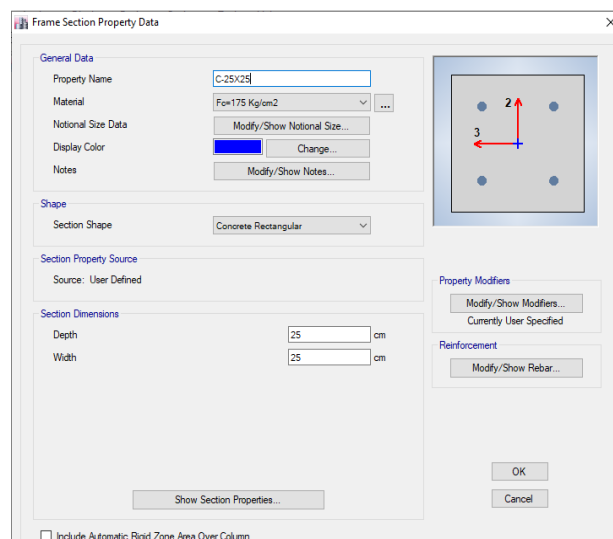 Frame Section Property Data
General Data
Property Name C-25X25
Material Fc=175 Kg/cm2 ...
Notional Size Data Modify/Show Notional Size...
Display Color Change...
Notes Modify/Show Notes...
Shape
Section Shape Concrete Rectangular
Section Property Source
Source: User Defined
Section Dimensions
Depth 25 cm
Width 25 cm
Show Section Properties...
Include Automatic Rigid Zone Area Over Column
2
3
Property Modifiers
Modify/Show Modifiers...
Currently User Specified
Reinforcement
Modify/Show Rebar...
OK
Cancel